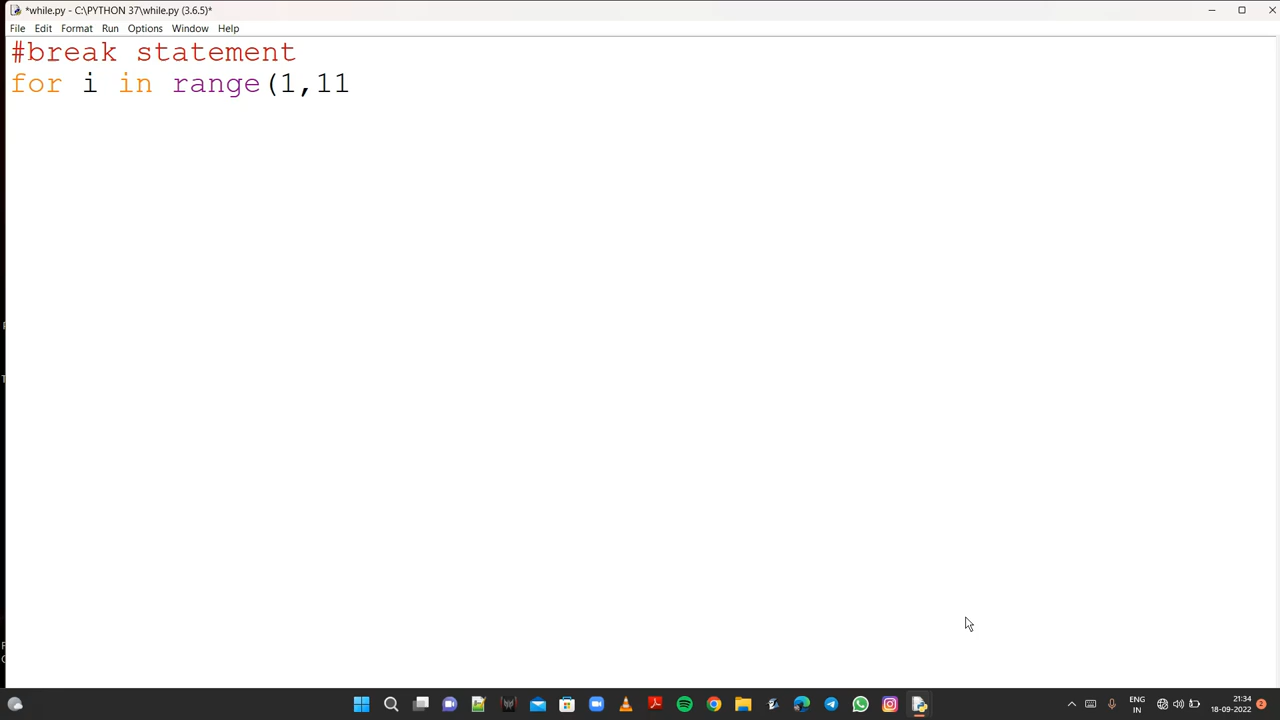 *while.py - C:\PYTHON 37\while.py (3.6.5)*
File Edit Format Run Options Window Help
#break statement
for i in range(1,11
ENG
IN
21:34
18-09-2022
2